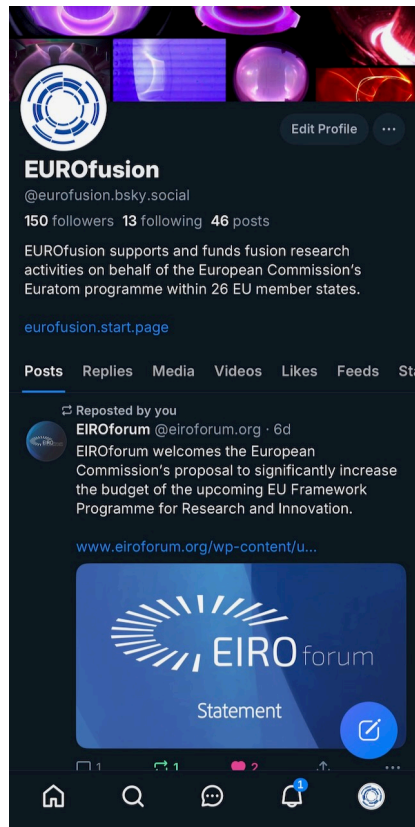 Edit Profile
EUROfusion
@eurofusion.bsky.social
150 followers 13 following 46 posts
EUROfusion supports and funds fusion research
activities on behalf of the European Commission's
Euratom programme within 26 EU member states.
eurofusion.start.page
Posts Replies Media Videos Likes Feeds
Reposted by you
EIROforum @eiroforum.org · 6d
EIROforum welcomes the European
Commission's proposal to significantly increase
the budget of the upcoming EU Framework
Programme for Research and Innovation.
www.eiroforum.org/wp-content/u...
EIROforum
Statement
1 1 2
1